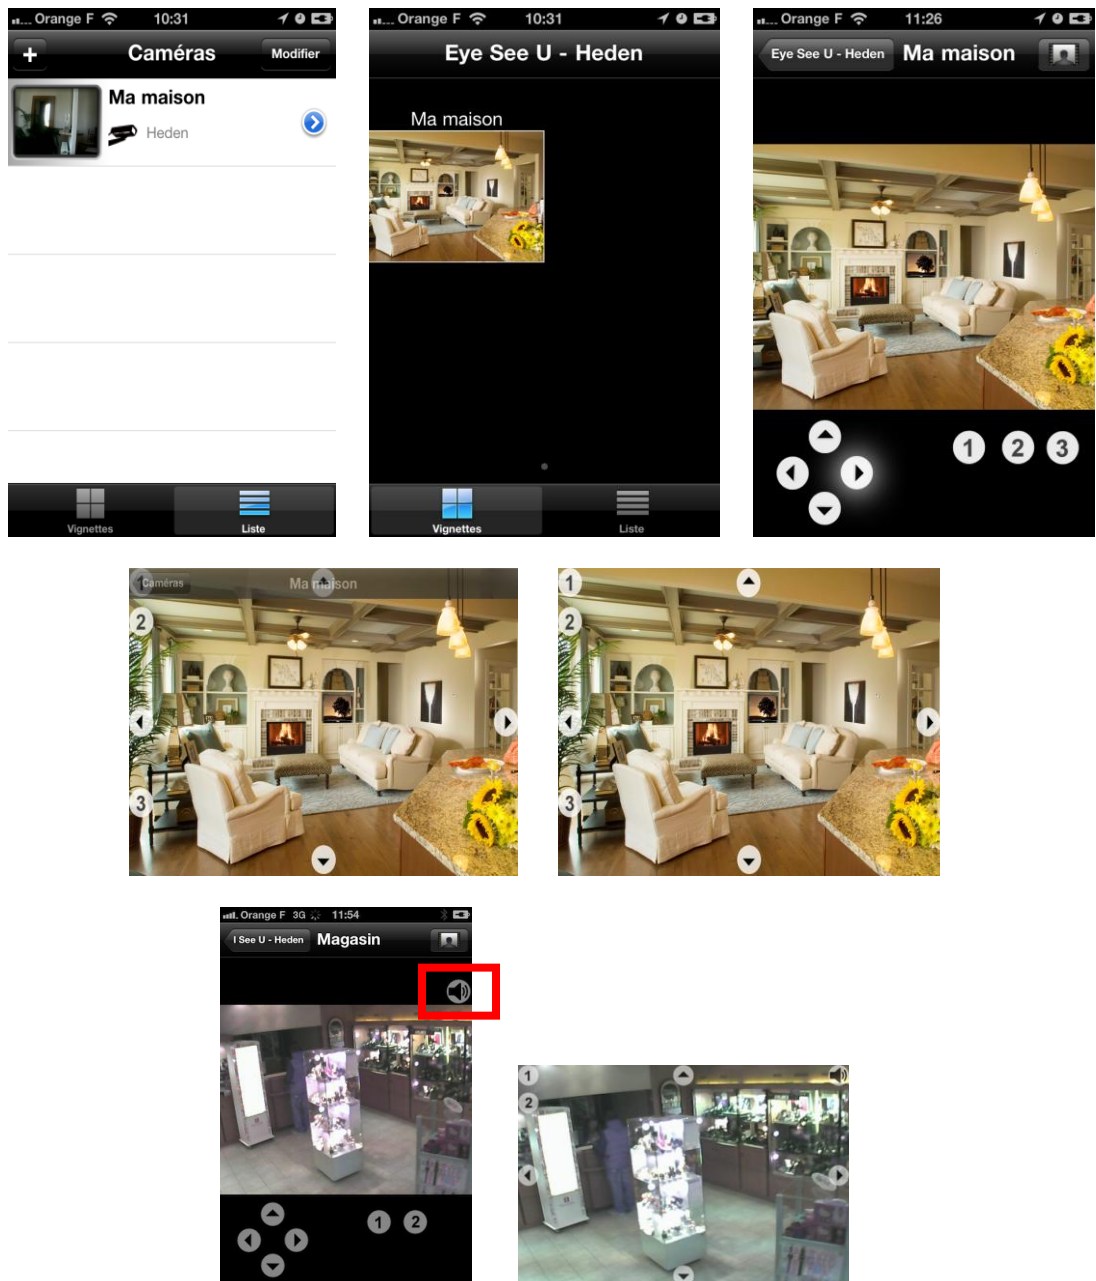 ... Orange F 10:31
Caméras
Modifier
Ma maison
Heden
Vignettes
Liste
... Orange F 10:31
Eye See U - Heden
Ma maison
Vignettes
Liste
... Orange F 11:26
Eye See U - Heden
Ma maison
1 2 3
1
Caméras
Ma maison
2
3
1
2
3
Orange F 3G 11:54
I See U - Heden
Magasin
1 2
1
2